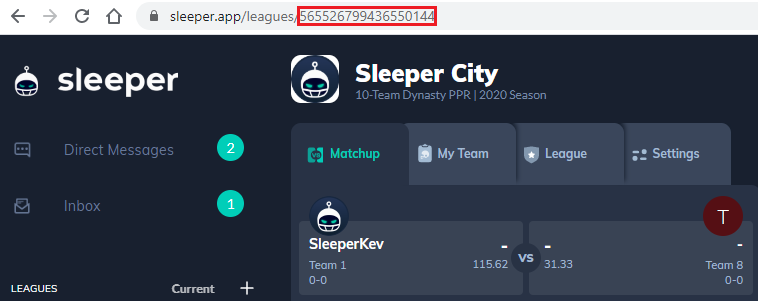 sleeper.app/leagues/565526799436550144
sleeper
Sleeper City
10-Team Dynasty PPR | 2020 Season
Direct Messages 2
Inbox 1
LEAGUES Current +
VS Matchup My Team League Settings
T
SleeperKev - VS - -
Team 1 115.62 31.33 Team 8
0-0 0-0